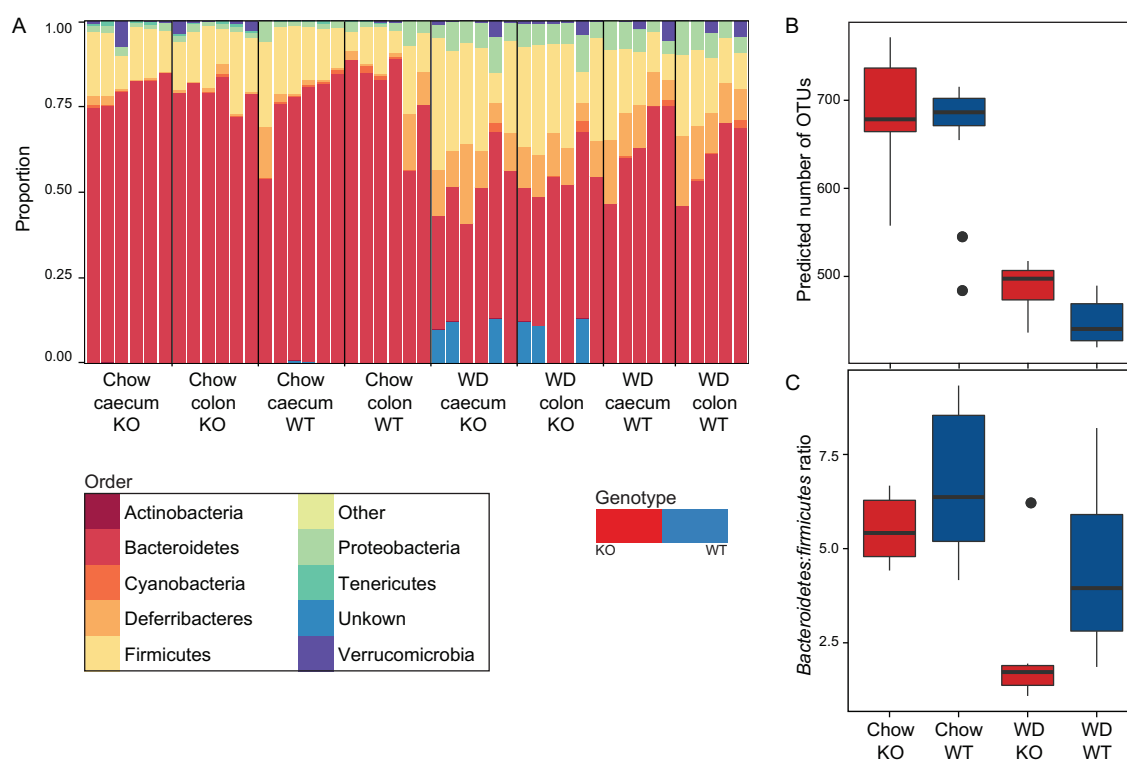 A
Proportion
1.00
0.75
0.50
0.25
0.00
Chow
caecum
KO
Chow
colon
KO
Chow
caecum
WT
Chow
colon
WT
WD
caecum
KO
WD
colon
KO
WD
caecum
WT
WD
colon
WT
Order
Actinobacteria
Bacteroidetes
Cyanobacteria
Deferribacteres
Firmicutes
Other
Proteobacteria
Tenericutes
Unkown
Verrucomicrobia
Genotype
KO
WT
B
Predicted number of OTUs
700
600
500
C
Bacteroidetes:firmicutes ratio
7.5
5.0
2.5
Chow
KO
Chow
WT
WD
KO
WD
WT